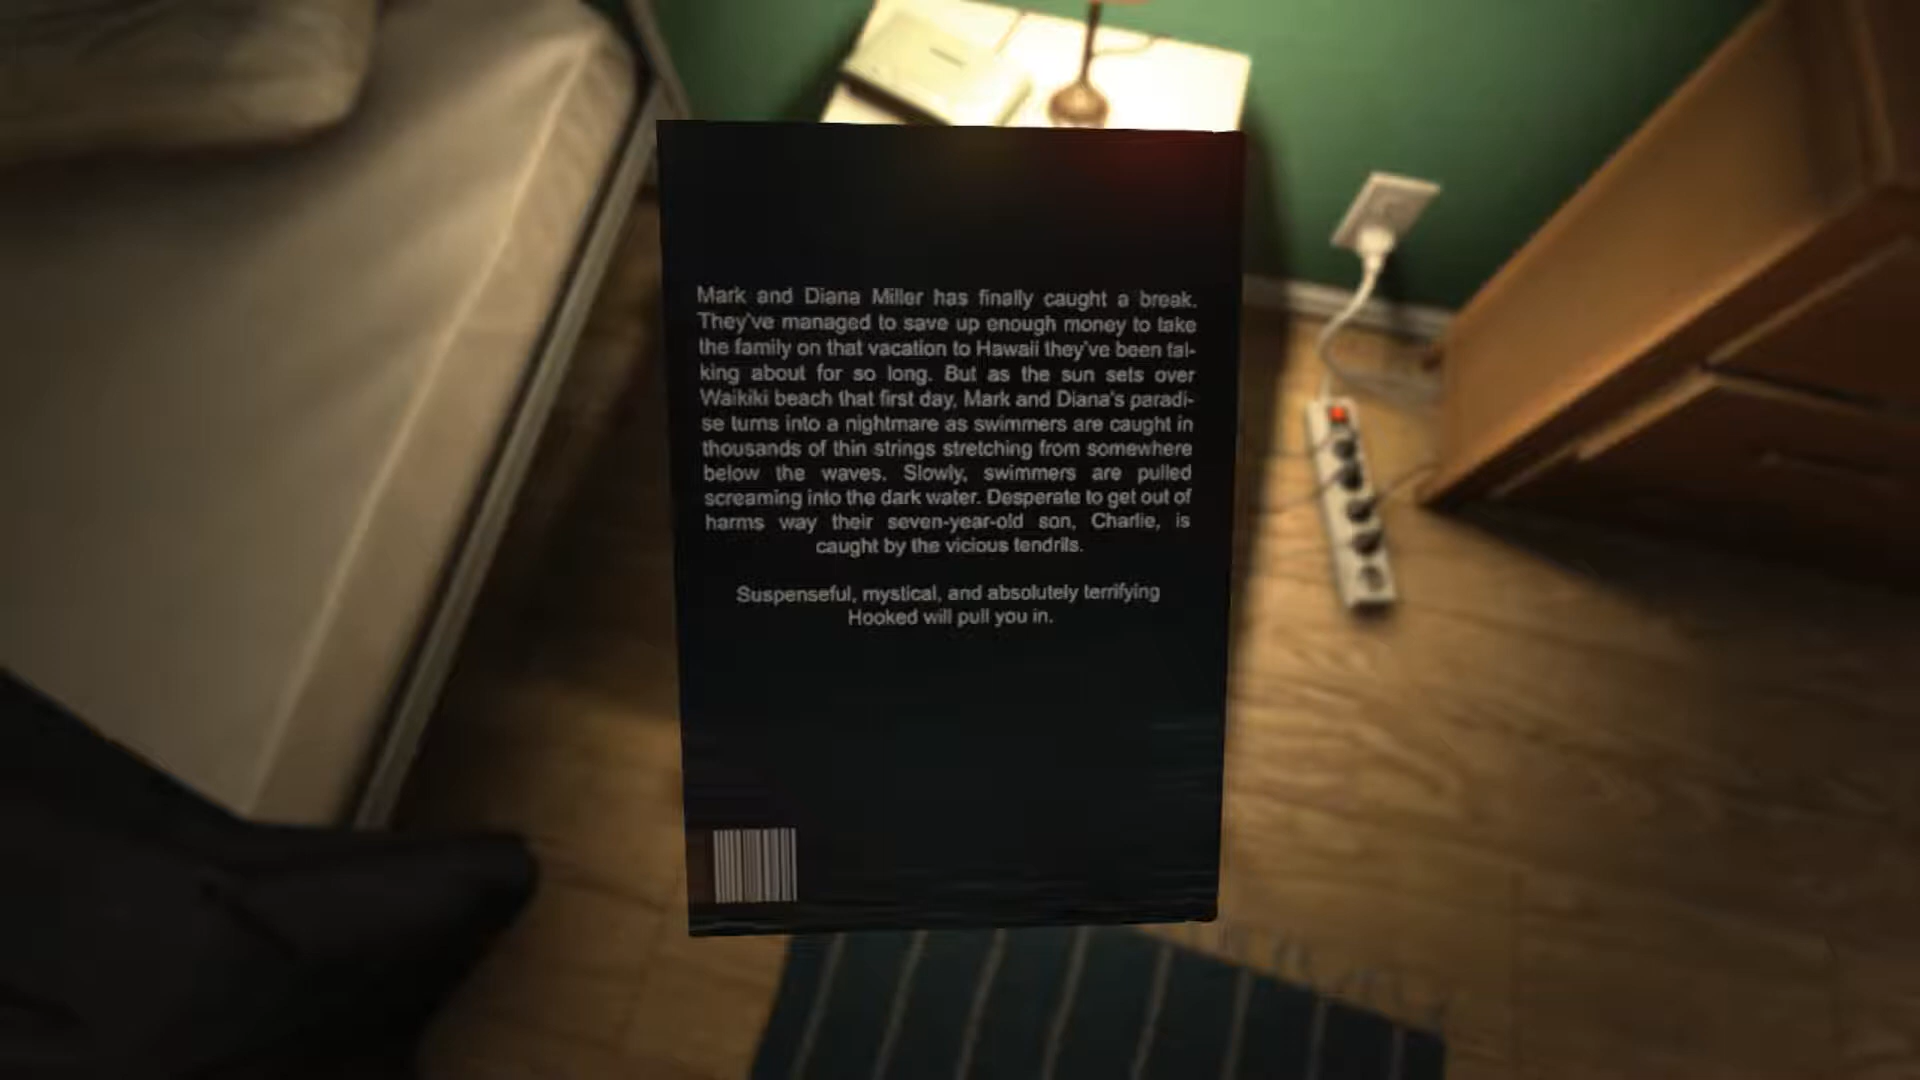 Mark and Diana Miller has finally caught a break.
They've managed to save up enough money to take
the family on that vacation to Hawaii they've been tal-
king about for so long. But as the sun sets over
Waikiki beach that first day, Mark and Diana's paradi-
se turns into a nightmare as swimmers are caught in
thousands of thin strings stretching from somewhere
below the waves. Slowly, swimmers are pulled
screaming into the dark water. Desperate to get out of
harms way their seven-year-old son, Charlie, is
caught by the vicious tendrils.
Suspenseful, mystical, and absolutely terrifying
Hooked will pull you in.